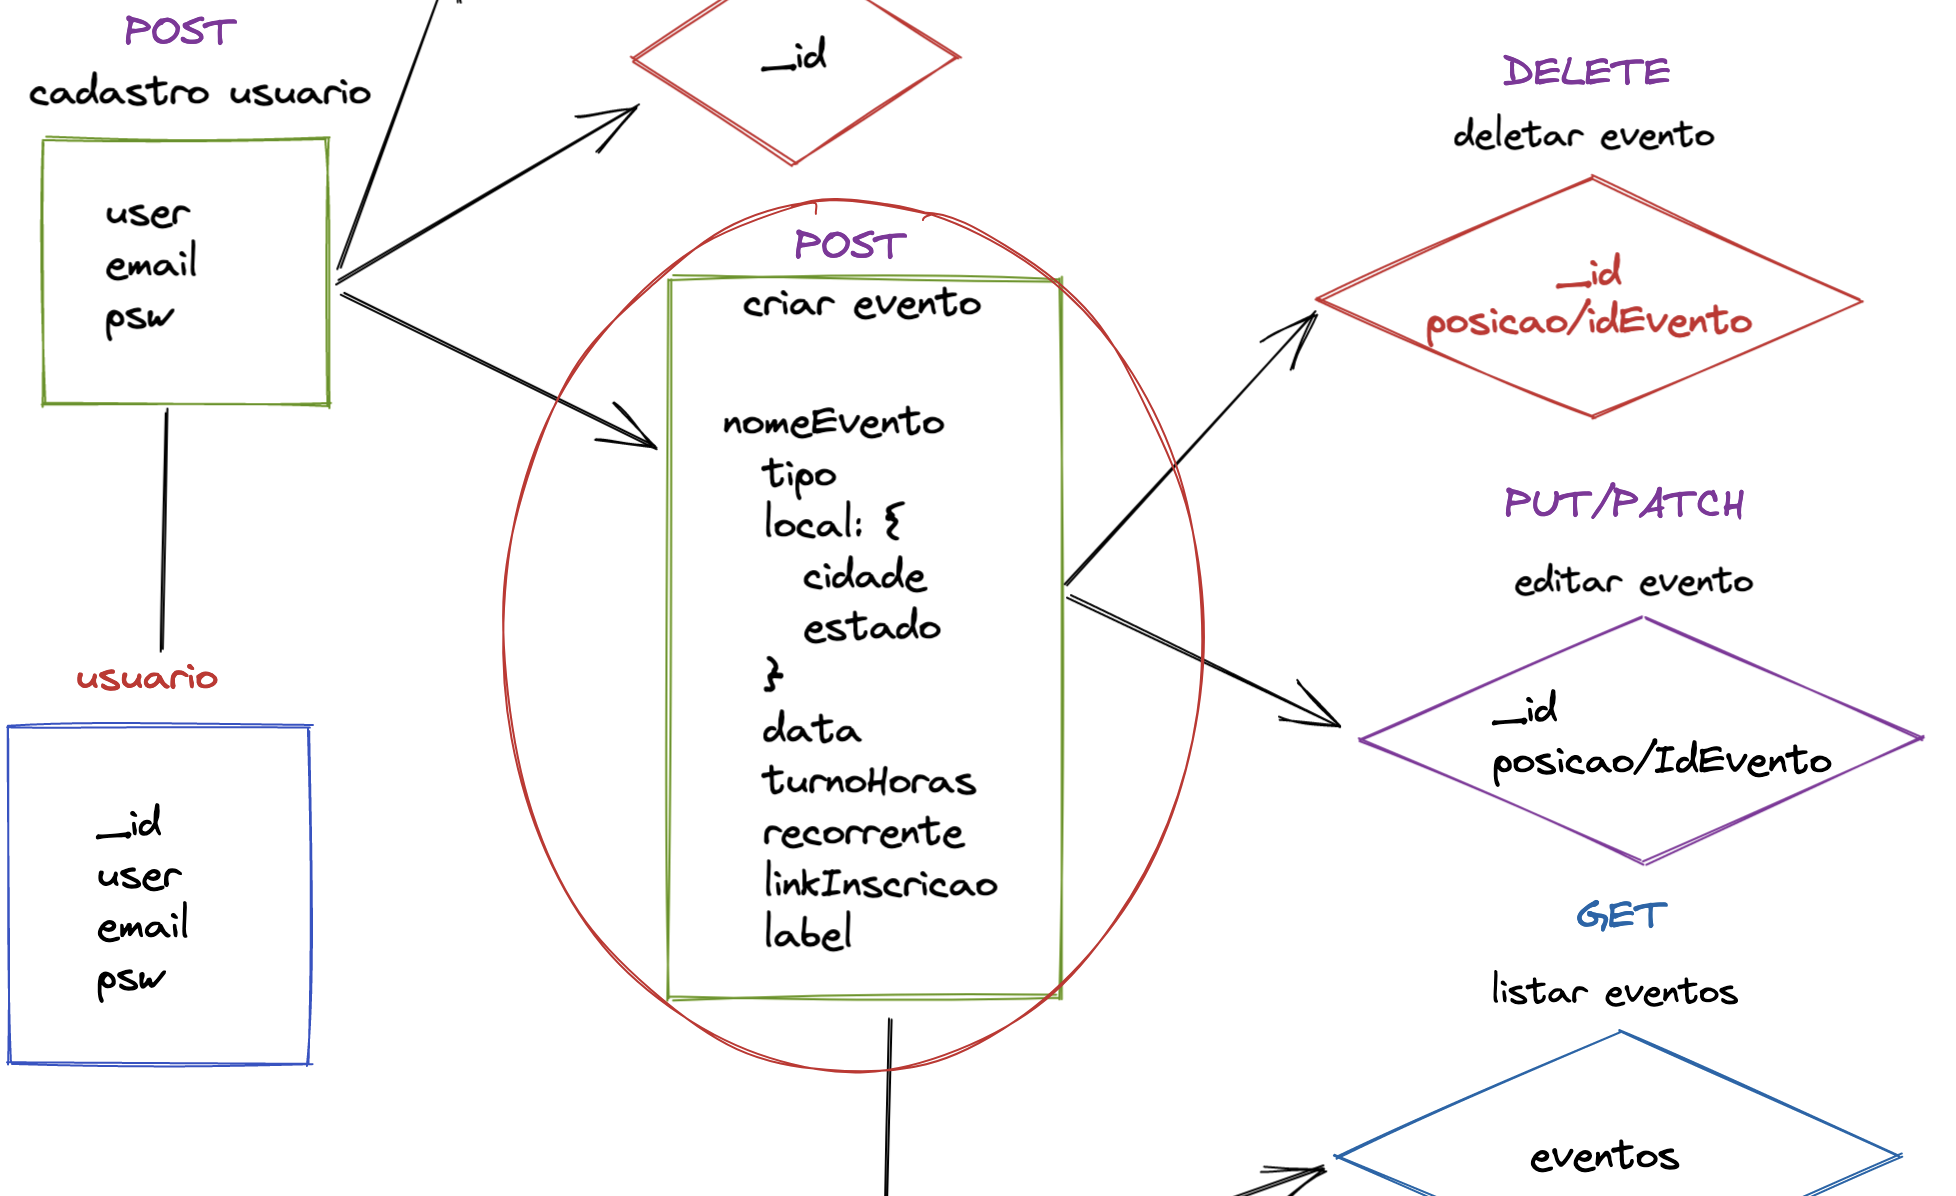 POST
cadastro usuario
user
email
psw
usuario
_id
user
email
psw
_id
POST
criar evento
nomeEvento
tipo
local: {
cidade
estado
}
data
turnoHoras
recorrente
linkInscricao
label
DELETE
deletar evento
_id
posicao/idEvento
PUT/PATCH
editar evento
_id
posicao/IdEvento
GET
listar eventos
eventos